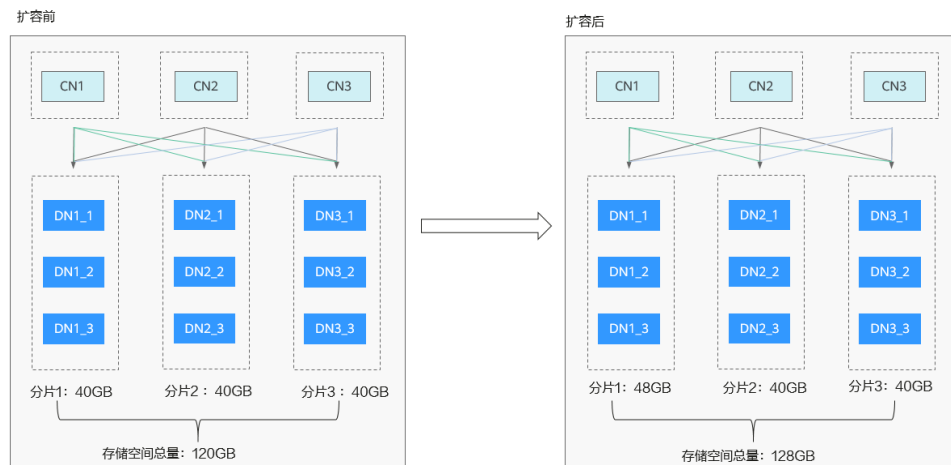 扩容前
CN1 CN2 CN3
DN1_1 DN2_1 DN3_1
DN1_2 DN2_2 DN3_2
DN1_3 DN2_3 DN3_3
分片1：40GB 分片2 ：40GB 分片3 ：40GB
存储空间总量：120GB
扩容后
CN1 CN2 CN3
DN1_1 DN2_1 DN3_1
DN1_2 DN2_2 DN3_2
DN1_3 DN2_3 DN3_3
分片1：48GB 分片2：40GB 分片3：40GB
存储空间总量：128GB